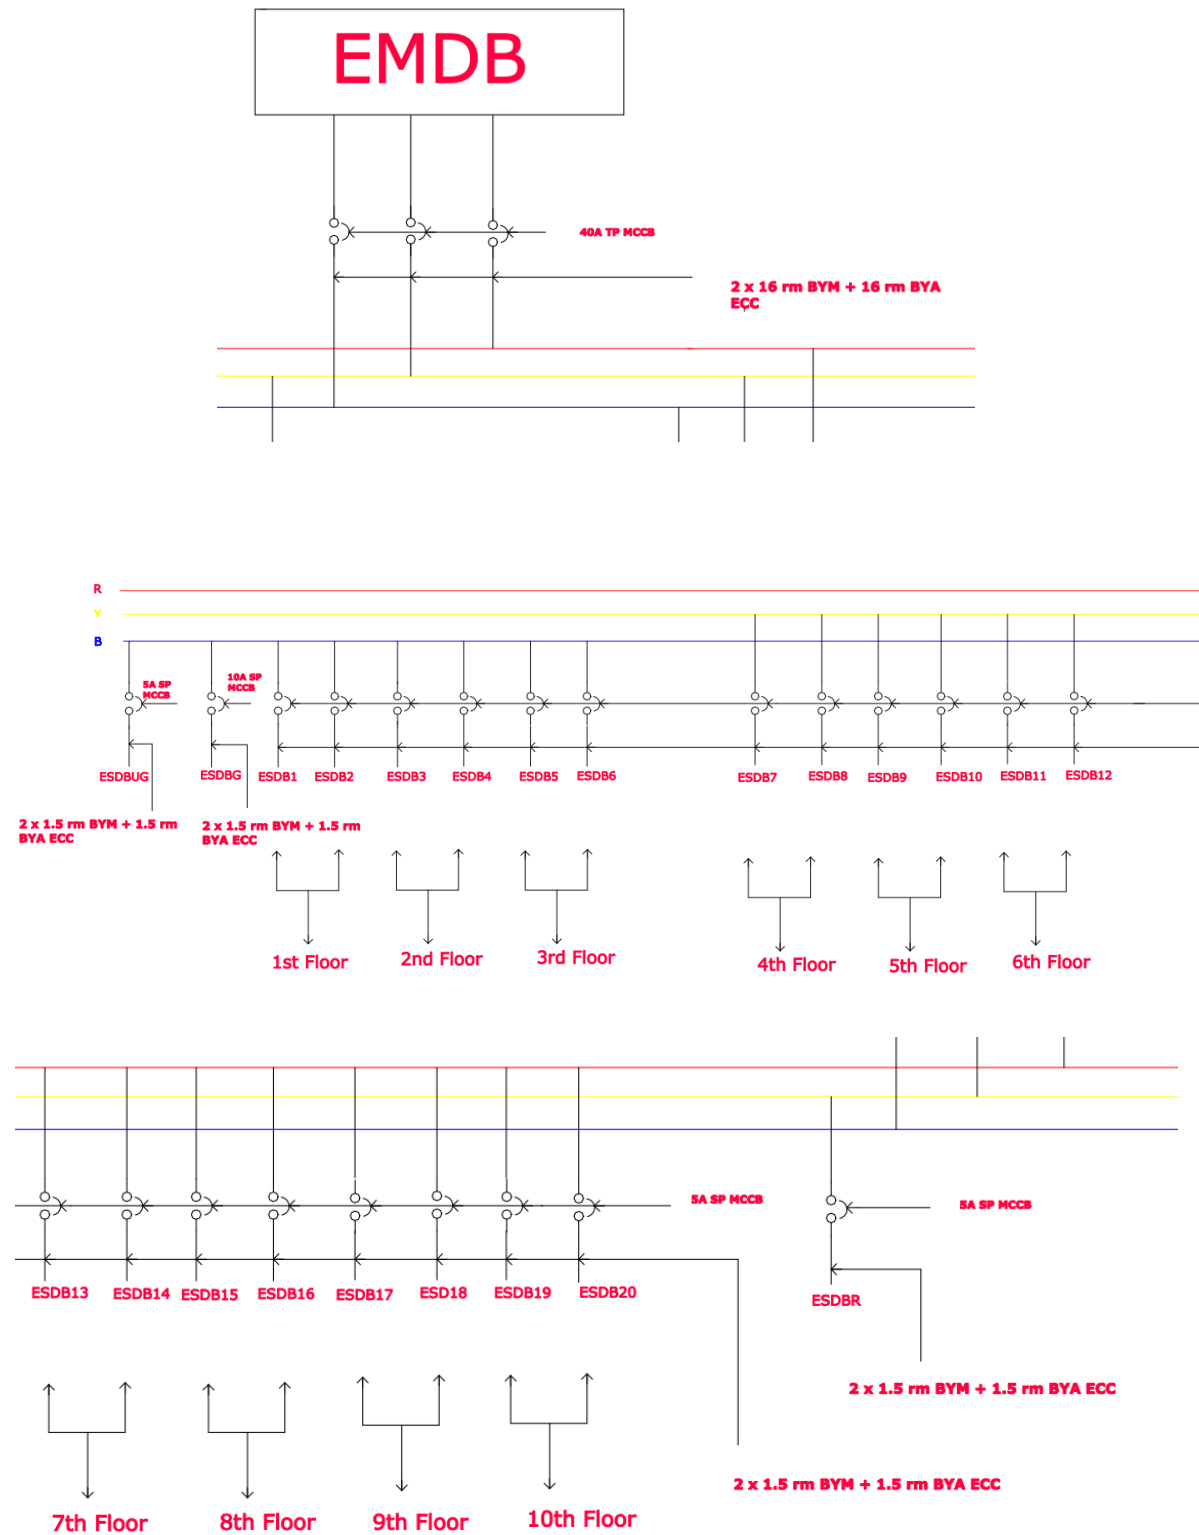 EMDB
40A TP MCCB
2 x 16 rm BYM + 16 rm BYA
ECC
R
Y
B
5A SP
MCCB
10A SP
MCCB
ESDBUG
ESDBG
ESDB1
ESDB2
ESDB3
ESDB4
ESDB5
ESDB6
ESDB7
ESDB8
ESDB9
ESDB10
ESDB11
ESDB12
2 x 1.5 rm BYM + 1.5 rm
BYA ECC
2 x 1.5 rm BYM + 1.5 rm
BYA ECC
1st Floor
2nd Floor
3rd Floor
4th Floor
5th Floor
6th Floor
5A SP MCCB
5A SP MCCB
ESDB13
ESDB14
ESDB15
ESDB16
ESDB17
ESD18
ESDB19
ESDB20
ESDBR
2 x 1.5 rm BYM + 1.5 rm BYA ECC
2 x 1.5 rm BYM + 1.5 rm BYA ECC
7th Floor
8th Floor
9th Floor
10th Floor